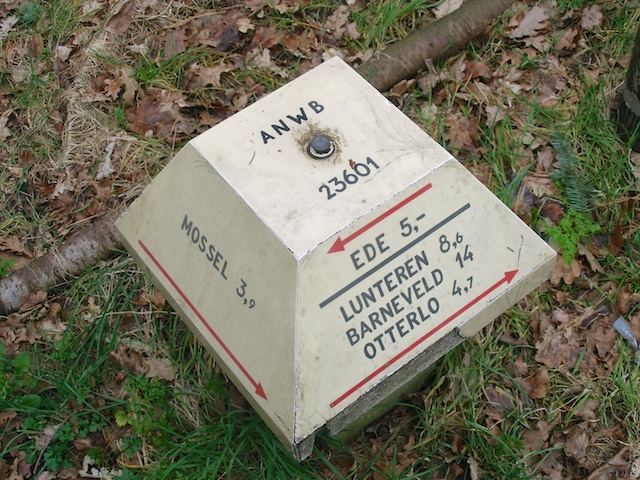 ANWB
23601
MOSSEL 3,9
EDE 5,-
LUNTEREN 8,6
BARNEVELD 14
OTTERLO 4,7